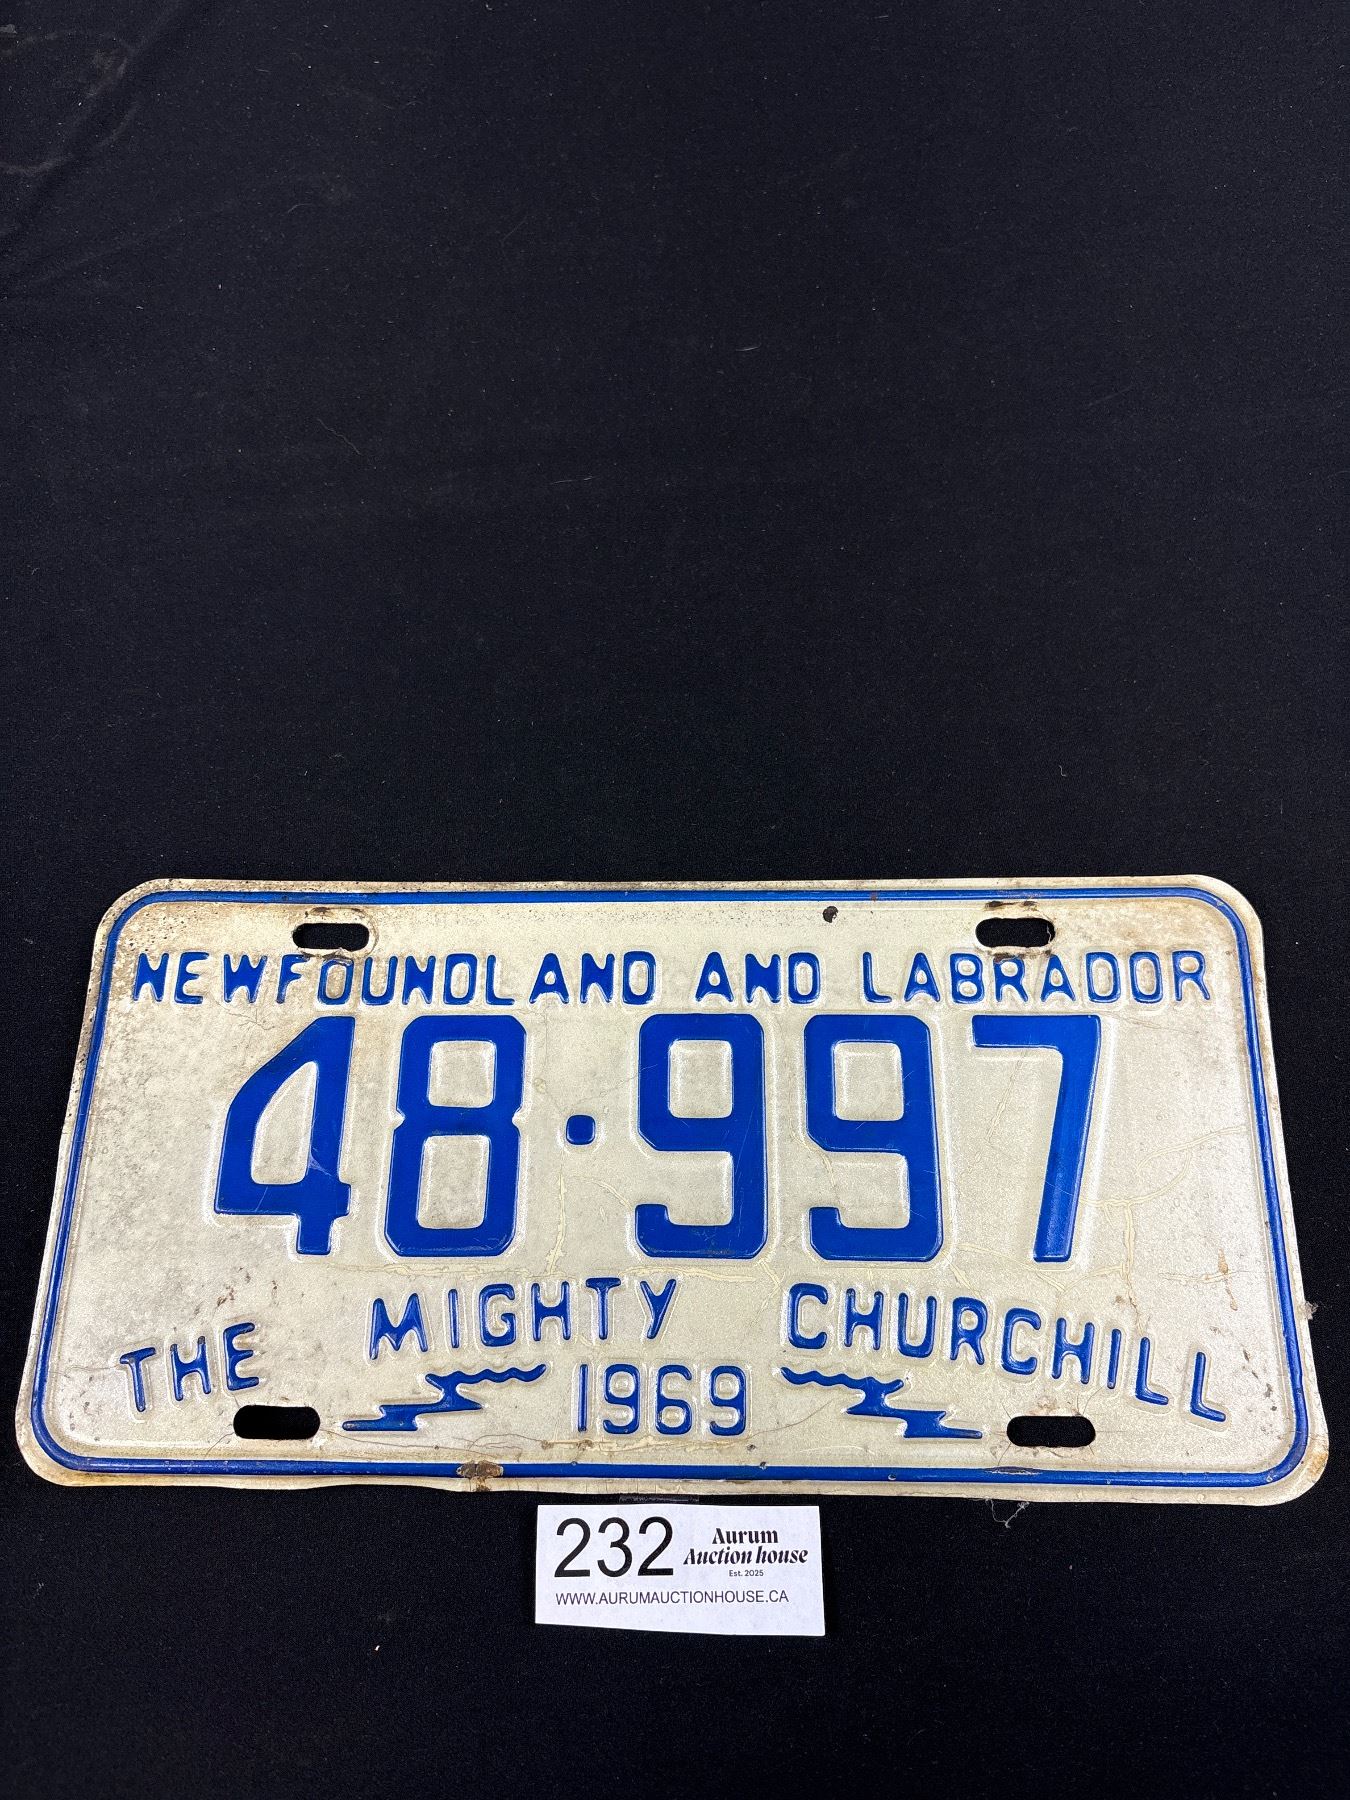 NEWFOUNDLAND AND LABRADOR
48·997
THE MIGHTY CHURCHILL
1969
232 Aurum
Auction house
Est. 2025
WWW.AURUMAUCTIONHOUSE.CA